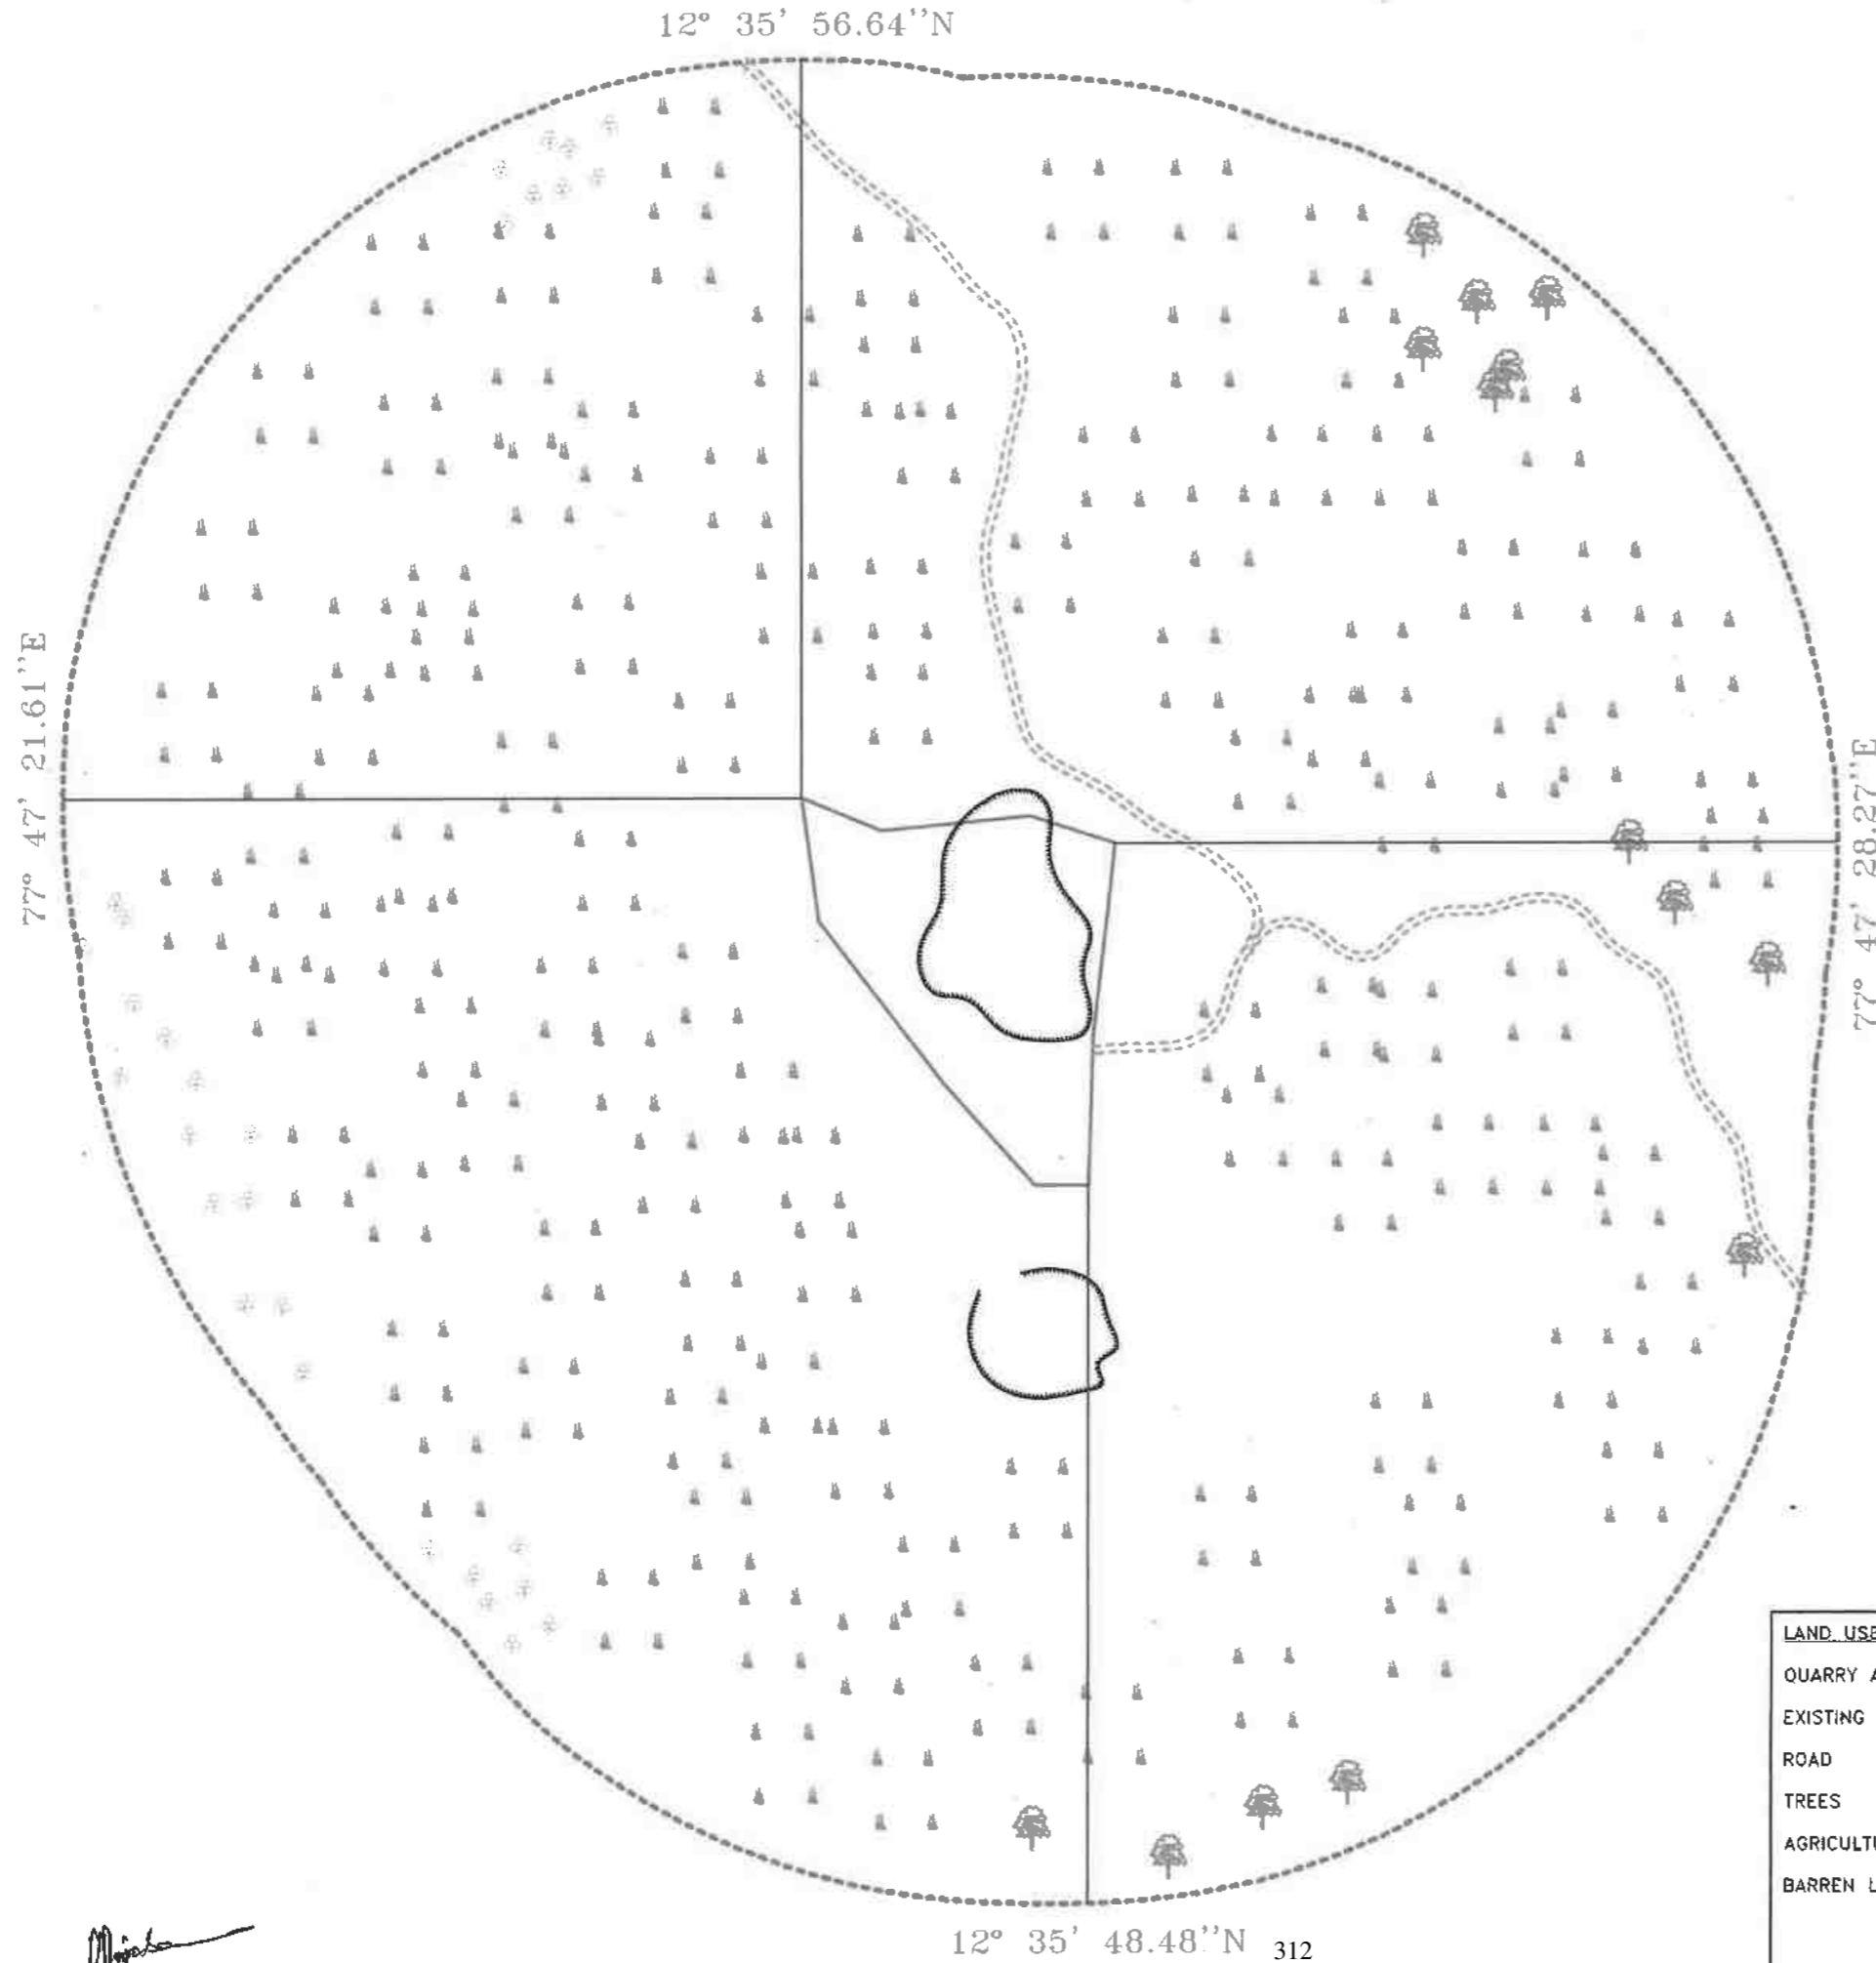 12° 35' 56.64''N
77° 47' 21.61''E
77° 47' 28.27''E
LAND USE
QUARRY A
EXISTING
ROAD
TREES
AGRICULTU
BARREN L
12° 35' 48.48''N
312